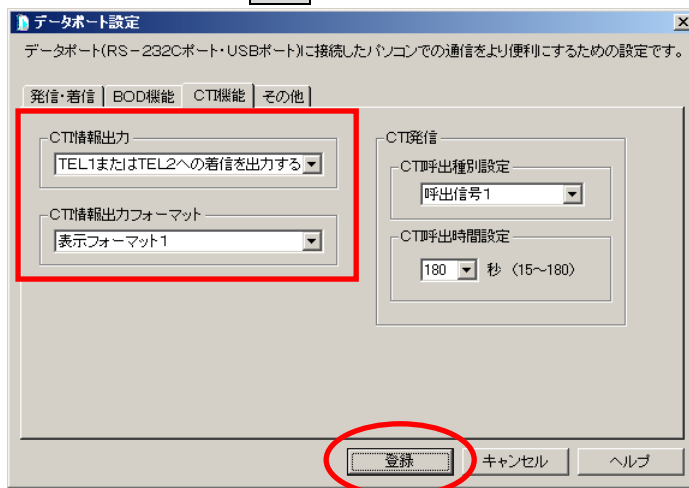 データポート設定
データポート(RS-232Cポート・USBポート)に接続したパソコンでの通信をより便利にするための設定です。
発信・着信 BOD機能 CTI機能 その他
CTI情報出力
TEL1またはTEL2への着信を出力する
CTI情報出力フォーマット
表示フォーマット1
CTI発信
CTI呼出種別設定
呼出信号1
CTI呼出時間設定
180 秒 (15~180)
登録 キャンセル ヘルプ